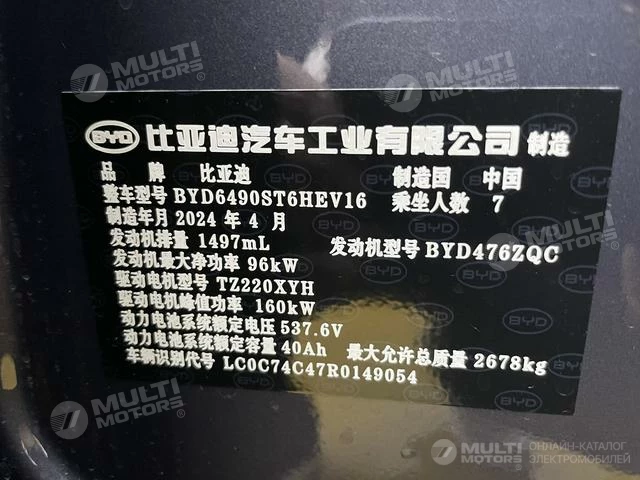 MULTI MOTORS®
MULTI MOTORS®
BYD 比亚迪汽车工业有限公司 制造
品 牌 比亚迪 制造国 中国
整车型号 BYD6490ST6HEV16 乘坐人数 7
制造年月 2024 年 4 月
发动机排量 1497mL 发动机型号 BYD476ZQC
发动机最大净功率 96kW
驱动电机型号 TZ220XYH
驱动电机峰值功率 160kW
动力电池系统额定电压 537.6V
动力电池系统额定容量 40Ah 最大允许总质量 2678kg
车辆识别代号 LC0C74C47R0149054
MULTI MOTORS®
MULTI MOTORS®
ОНЛАЙН-КАТАЛОГ
ЭЛЕКТРОМОБИЛЕЙ